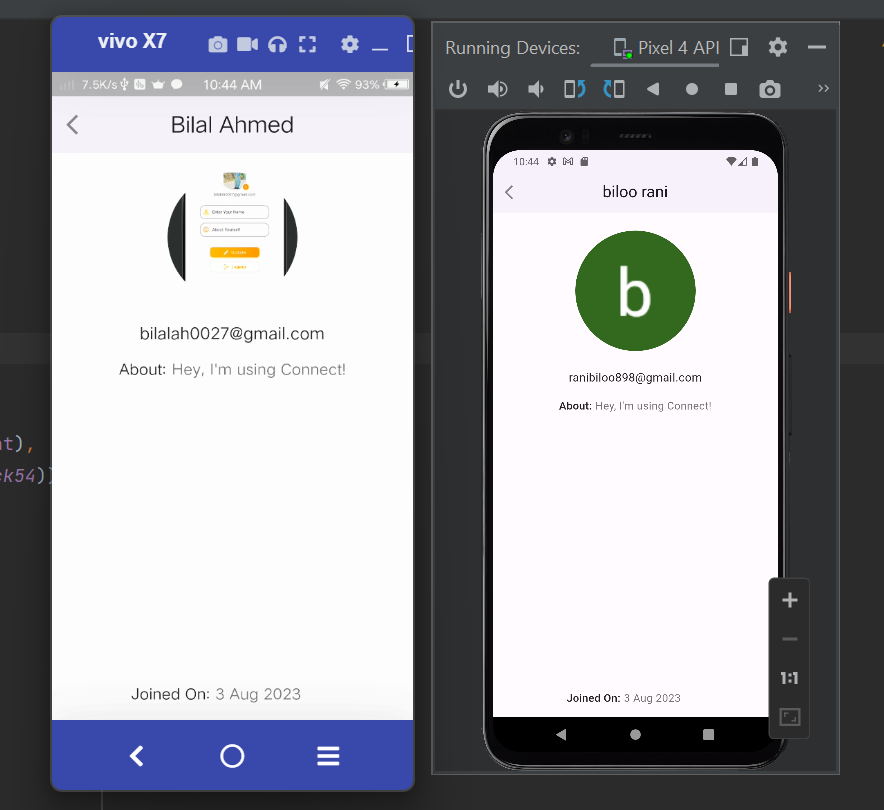 vivo X7
7.5K/s
10:44 AM
93%
Bilal Ahmed
Enter Your Name
About Yourself
bilalah0027@gmail.com
About: Hey, I'm using Connect!
Joined On: 3 Aug 2023
t),
k54))
Running Devices:
Pixel 4 API
10:44
biloo rani
b
ranibiloo898@gmail.com
About: Hey, I'm using Connect!
Joined On: 3 Aug 2023
1:1